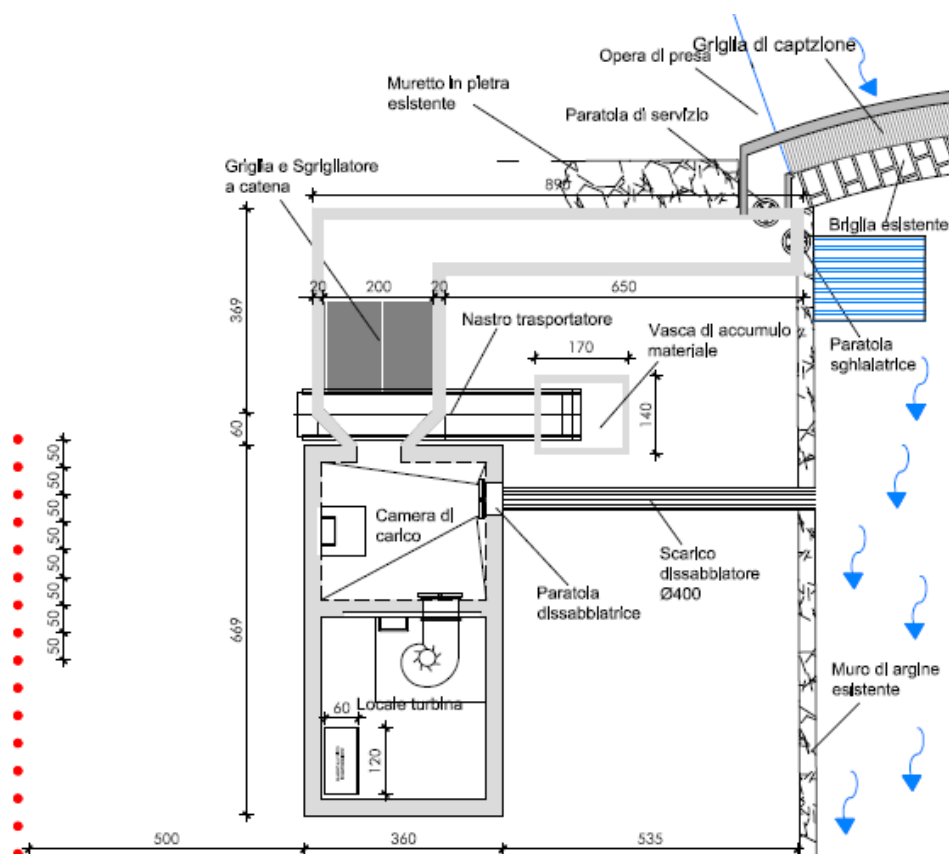 Griglia di captzione
Opera di presa
Muretto in pietra
esistente
Paratoia di servizio
Griglia e Sgrigliatore
a catena
890
Briglia esistente
20
200
20
650
369
Nastro trasportatore
Vasca di accumulo
materiale
170
Paratoia
sghiaiatrice
140
60
50
50
50
50
50
50
50
50
Camera di
carico
Scarico
dissabbiatore
Ø400
Paratoia
dissabbiatrice
669
Muro di argine
esistente
Locale turbina
60
120
500
360
535